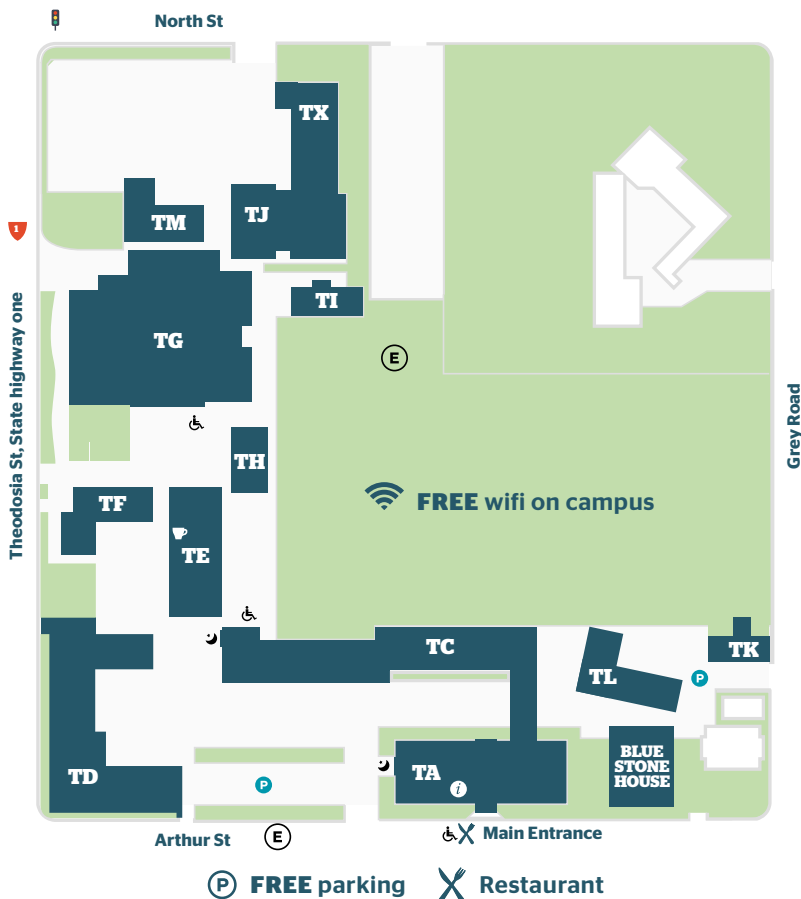 North St
TX
TJ
TM
1
TI
TG
E
Theodosia St, State highway one
Grey Road
TH
FREE wifi on campus
TF
TE
TC
TK
TL
P
BLUE
STONE
HOUSE
TA
i
TD
P
Arthur St
E
Main Entrance
P FREE parking
Restaurant